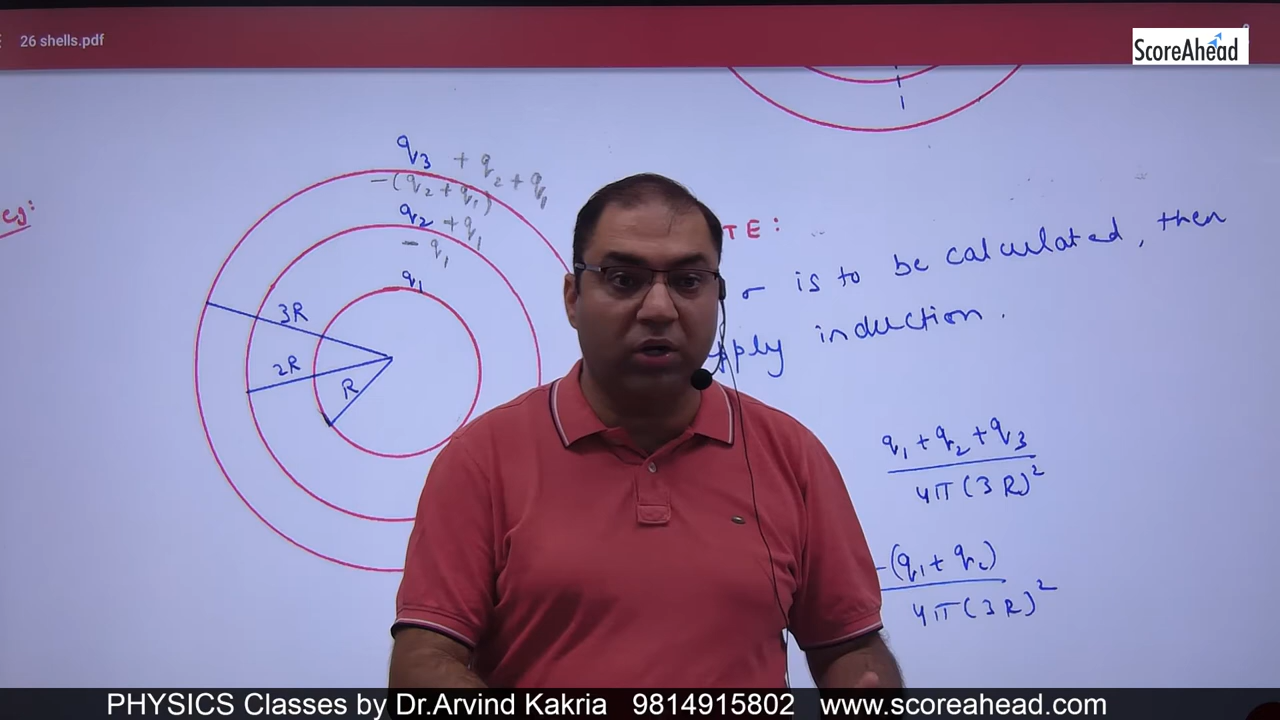 26 shells.pdf
ScoreAhead
eg:
q3 + q2 + q1
-(q2 + q1)
q2 + q1
- q1
q1
3R
2R
R
TE :
σ is to be calculated, then
pply induction.
q1 + q2 + q3
4π(3R)²
-(q1 + q2)
4π(3R)²
PHYSICS Classes by Dr.Arvind Kakria 9814915802 www.scoreahead.com